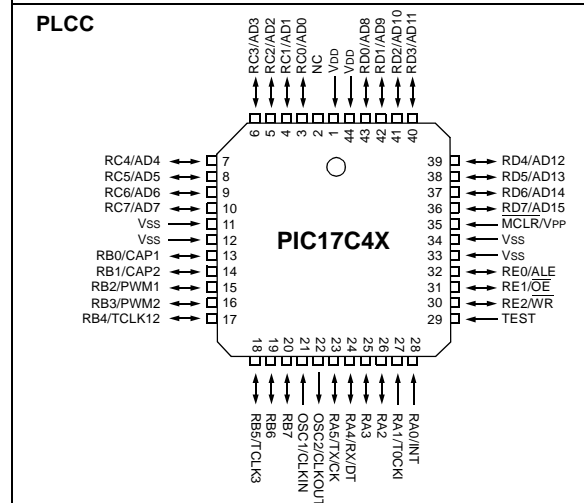 PLCC
RC3/AD3
RC2/AD2
RC1/AD1
RC0/AD0
NC
VDD
VDD
RD0/AD8
RD1/AD9
RD2/AD10
RD3/AD11
6
5
4
3
2
1
44
43
42
41
40
RC4/AD4 7
RC5/AD5 8
RC6/AD6 9
RC7/AD7 10
VSS 11
VSS 12
RB0/CAP1 13
RB1/CAP2 14
RB2/PWM1 15
RB3/PWM2 16
RB4/TCLK12 17
PIC17C4X
39 RD4/AD12
38 RD5/AD13
37 RD6/AD14
36 RD7/AD15
35 MCLR/VPP
34 VSS
33 VSS
32 RE0/ALE
31 RE1/OE
30 RE2/WR
29 TEST
18
19
20
21
22
23
24
25
26
27
28
RB5/TCLK3
RB6
RB7
OSC1/CLKIN
OSC2/CLKOUT
RA5/TX/CK
RA4/RX/DT
RA3
RA2
RA1/T0CKI
RA0/INT